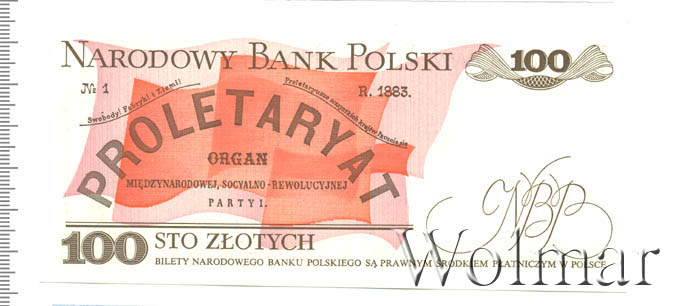 NARODOWY BANK POLSKI
100
№ 1
R. 1883.
Swobody! Fabryk! i Ziemi!
Proletaryusze wszystkich krajów łączcie się
PROLETARYAT
ORGAN
MIĘDZYNARODOWEJ, SOCYALNO-REWOLUCYJNEJ
PARTYI.
NBP
100 STO ZŁOTYCH
BILETY NARODOWEGO BANKU POLSKIEGO SĄ PRAWNYM ŚRODKIEM PŁATNICZYM W POLSCE
Wolmar